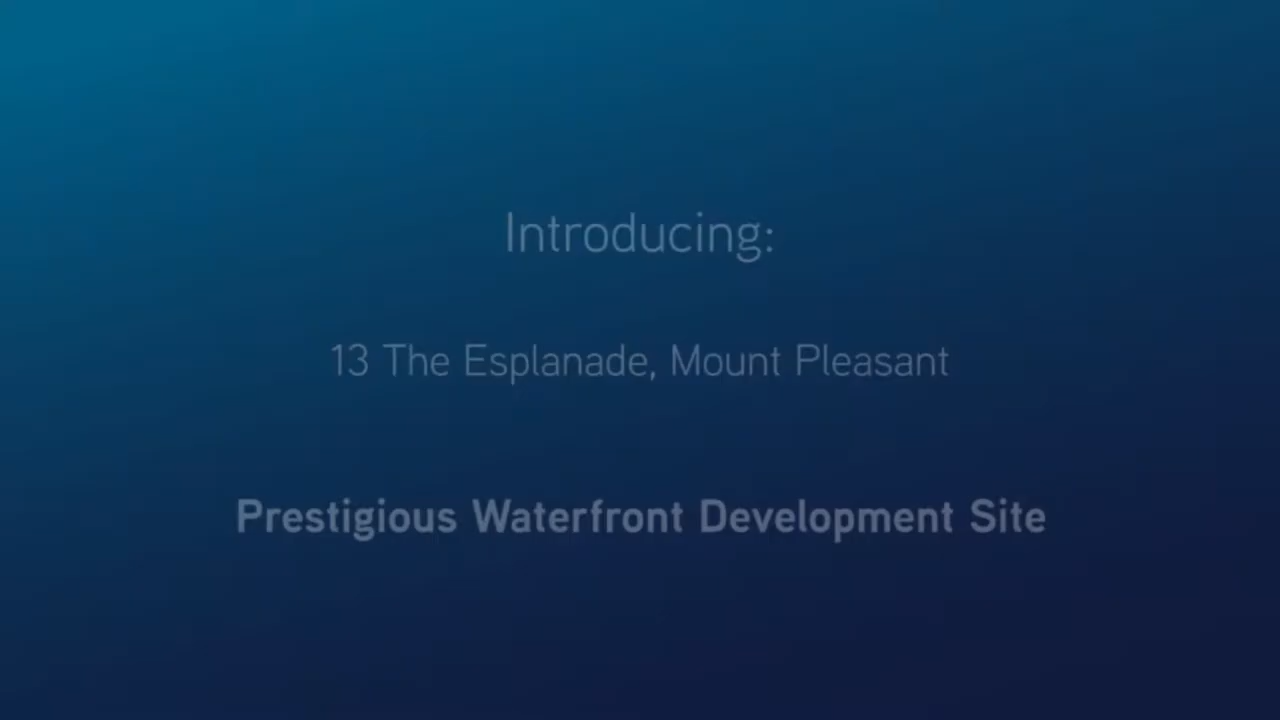 Introducing:
13 The Esplanade, Mount Pleasant
Prestigious Waterfront Development Site